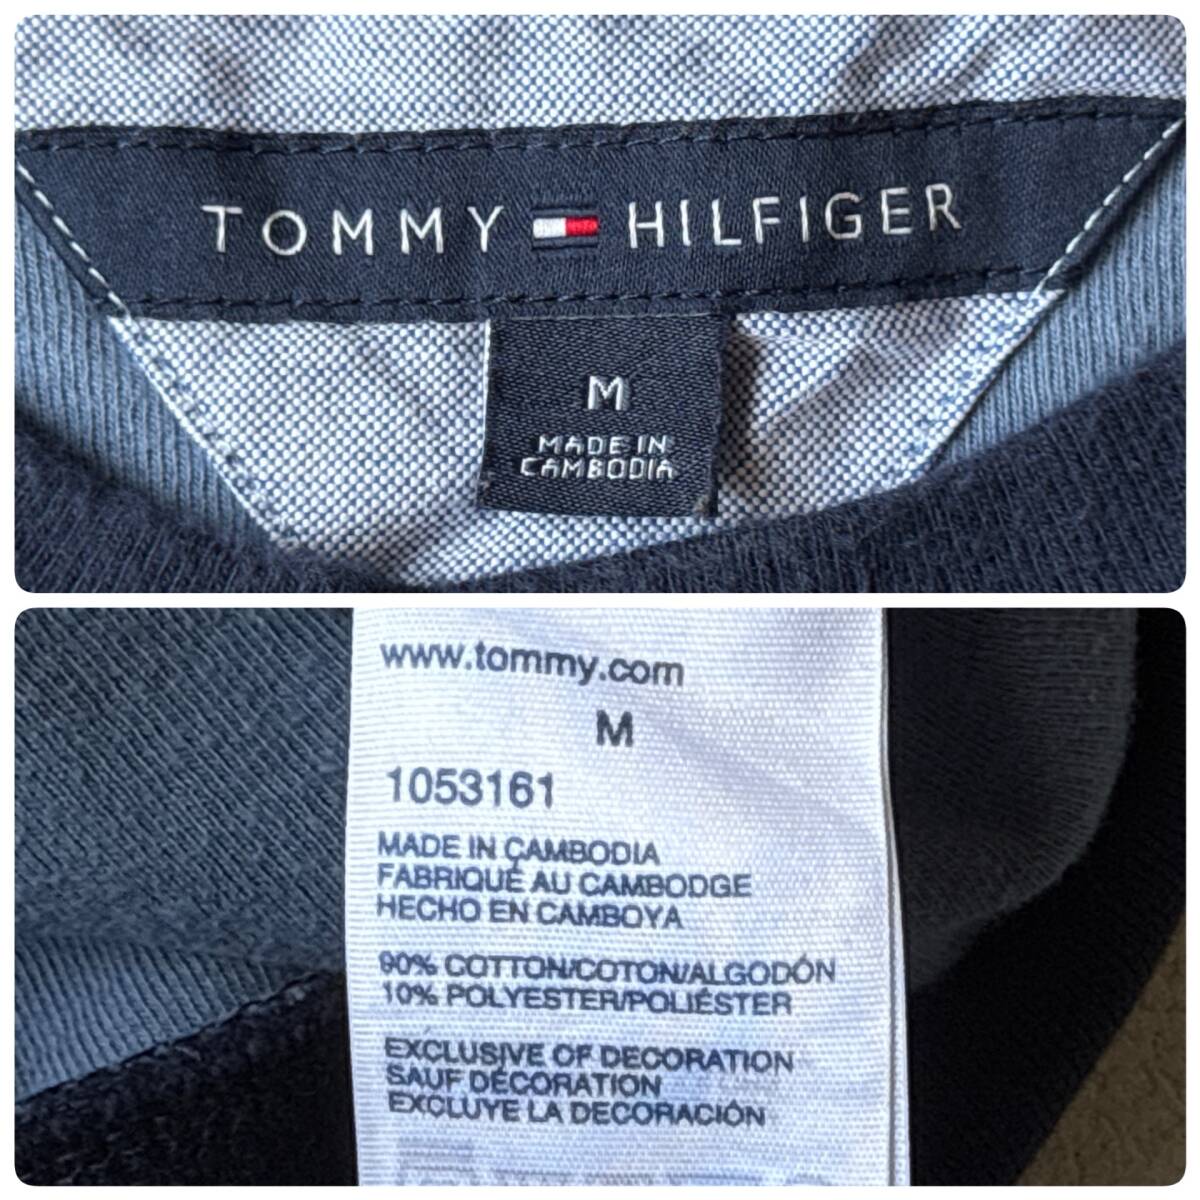 TOMMY HILFIGER
M
MADE IN
CAMBODIA
www.tommy.com
M
1053161
MADE IN CAMBODIA
FABRIQUÉ AU CAMBODGE
HECHO EN CAMBOYA
90% COTTON/COTON/ALGODÓN
10% POLYESTER/POLIÉSTER
EXCLUSIVE OF DECORATION
SAUF DÉCORATION
EXCLUYE LA DECORACIÓN